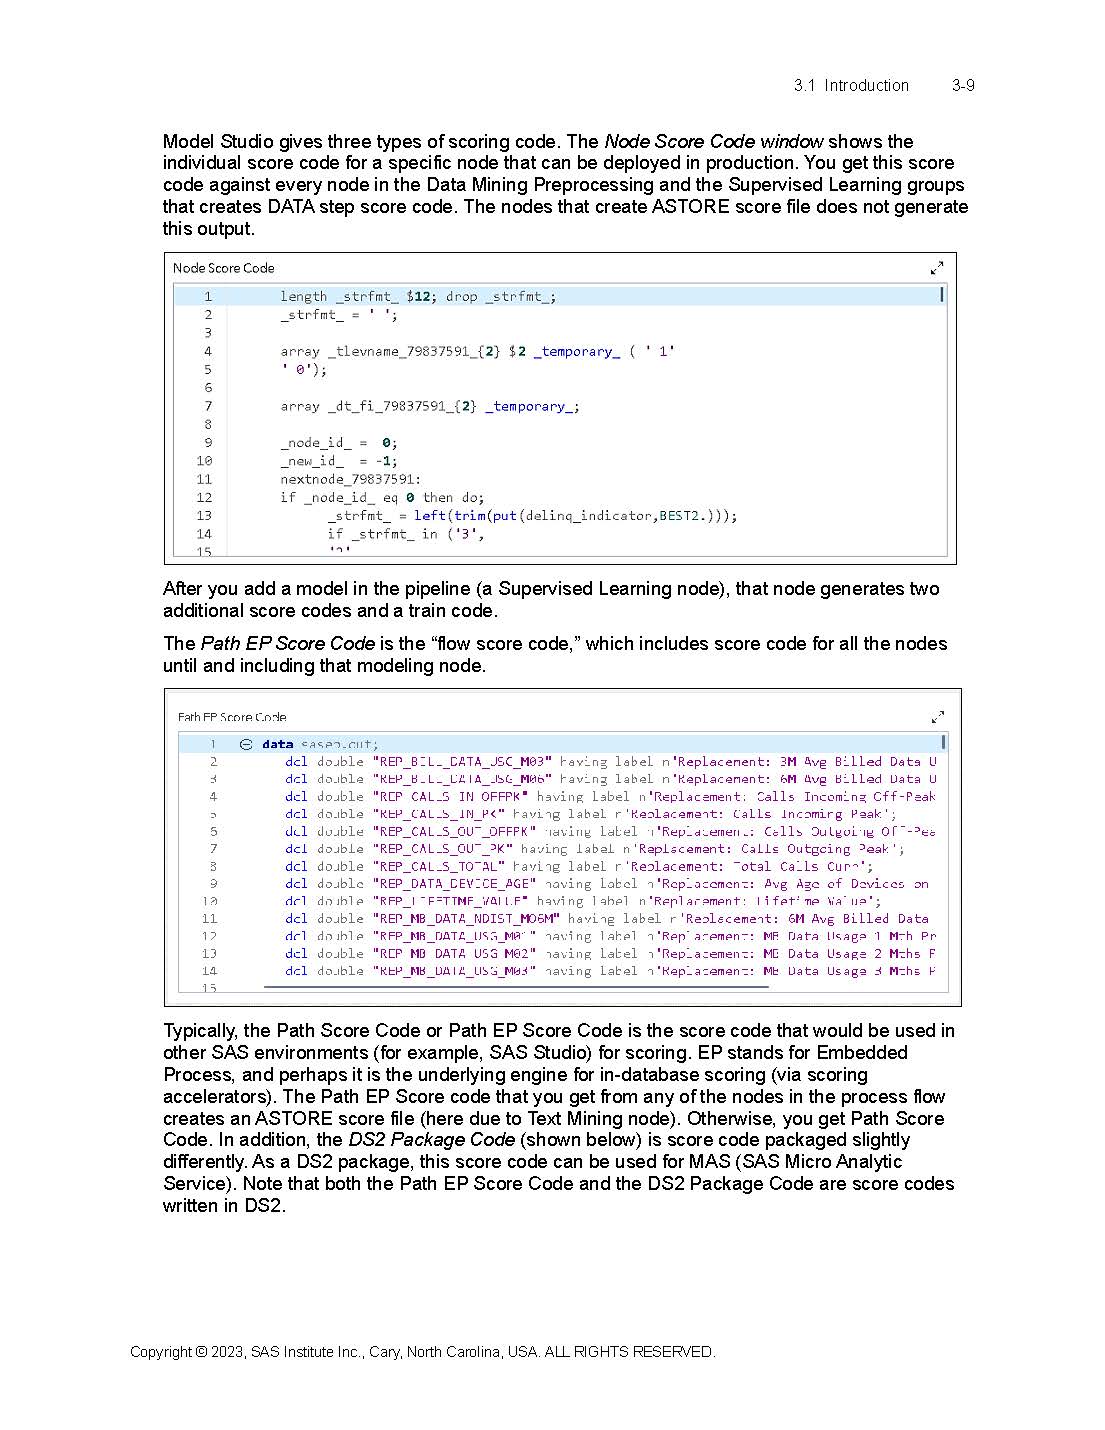 3.1 Introduction 3-9
Model Studio gives three types of scoring code. The Node Score Code window shows the
individual score code for a specific node that can be deployed in production. You get this score
code against every node in the Data Mining Preprocessing and the Supervised Learning groups
that creates DATA step score code. The nodes that create ASTORE score file does not generate
this output.
Node Score Code
1 length _strfmt_ $12; drop _strfmt_;
2 _strfmt_ = ' ';
3
4 array _tlevname_79837591_{2} $2 _temporary_ ( ' 1'
5 ' 0');
6
7 array _dt_fi_79837591_{2} _temporary_;
8
9 _node_id_ = 0;
10 _new_id_ = -1;
11 nextnode_79837591:
12 if _node_id_ eq 0 then do;
13 _strfmt_ = left(trim(put(delinq_indicator,BEST2.)));
14 if _strfmt_ in ('3',
15
After you add a model in the pipeline (a Supervised Learning node), that node generates two
additional score codes and a train code.
The Path EP Score Code is the “flow score code,” which includes score code for all the nodes
until and including that modeling node.
Path EP Score Code
1 data sasep.out;
2 dcl double "REP_BILL_DATA_USG_M03" having label n'Replacement: 3M Avg Billed Data U
3 dcl double "REP_BILL_DATA_USG_M06" having label n'Replacement: 6M Avg Billed Data U
4 dcl double "REP_CALLS_IN_OFFPK" having label n'Replacement: Calls Incoming Off-Peak
5 dcl double "REP_CALLS_IN_PK" having label n'Replacement: Calls Incoming Peak';
6 dcl double "REP_CALLS_OUT_OFFPK" having label n'Replacement: Calls Outgoing Off-Pea
7 dcl double "REP_CALLS_OUT_PK" having label n'Replacement: Calls Outgoing Peak';
8 dcl double "REP_CALLS_TOTAL" having label n'Replacement: Total Calls Curr';
9 dcl double "REP_DATA_DEVICE_AGE" having label n'Replacement: Avg Age of Devices on
10 dcl double "REP_LIFETIME_VALUE" having label n'Replacement: Lifetime Value';
11 dcl double "REP_MB_DATA_NDIST_MO6M" having label n'Replacement: 6M Avg Billed Data
12 dcl double "REP_MB_DATA_USG_M01" having label n'Replacement: MB Data Usage 1 Mth Pr
13 dcl double "REP_MB_DATA_USG_M02" having label n'Replacement: MB Data Usage 2 Mths P
14 dcl double "REP_MB_DATA_USG_M03" having label n'Replacement: MB Data Usage 3 Mths P
15
Typically, the Path Score Code or Path EP Score Code is the score code that would be used in
other SAS environments (for example, SAS Studio) for scoring. EP stands for Embedded
Process, and perhaps it is the underlying engine for in-database scoring (via scoring
accelerators). The Path EP Score code that you get from any of the nodes in the process flow
creates an ASTORE score file (here due to Text Mining node). Otherwise, you get Path Score
Code. In addition, the DS2 Package Code (shown below) is score code packaged slightly
differently. As a DS2 package, this score code can be used for MAS (SAS Micro Analytic
Service). Note that both the Path EP Score Code and the DS2 Package Code are score codes
written in DS2.
Copyright © 2023, SAS Institute Inc., Cary, North Carolina, USA. ALL RIGHTS RESERVED.